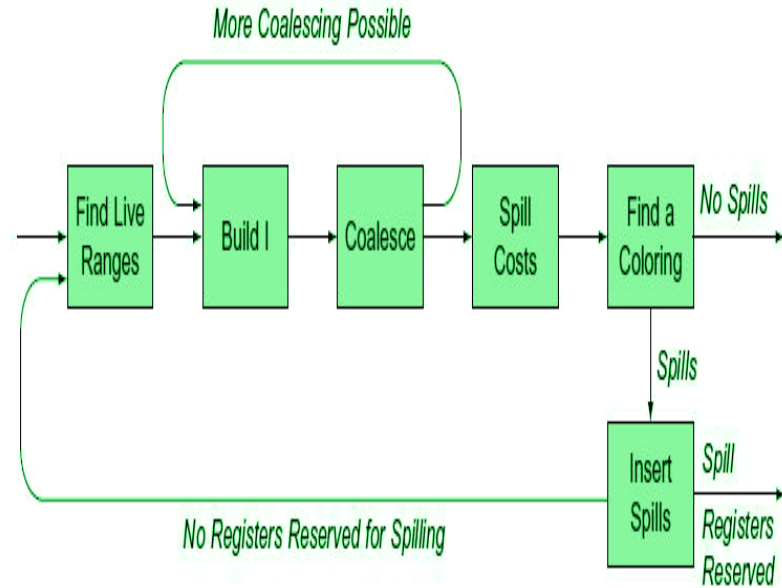 More Coalescing Possible
Find Live
Ranges
Build I
Coalesce
Spill
Costs
Find a
Coloring
No Spills
Spills
Insert
Spills
Spill
Registers
Reserved
No Registers Reserved for Spilling